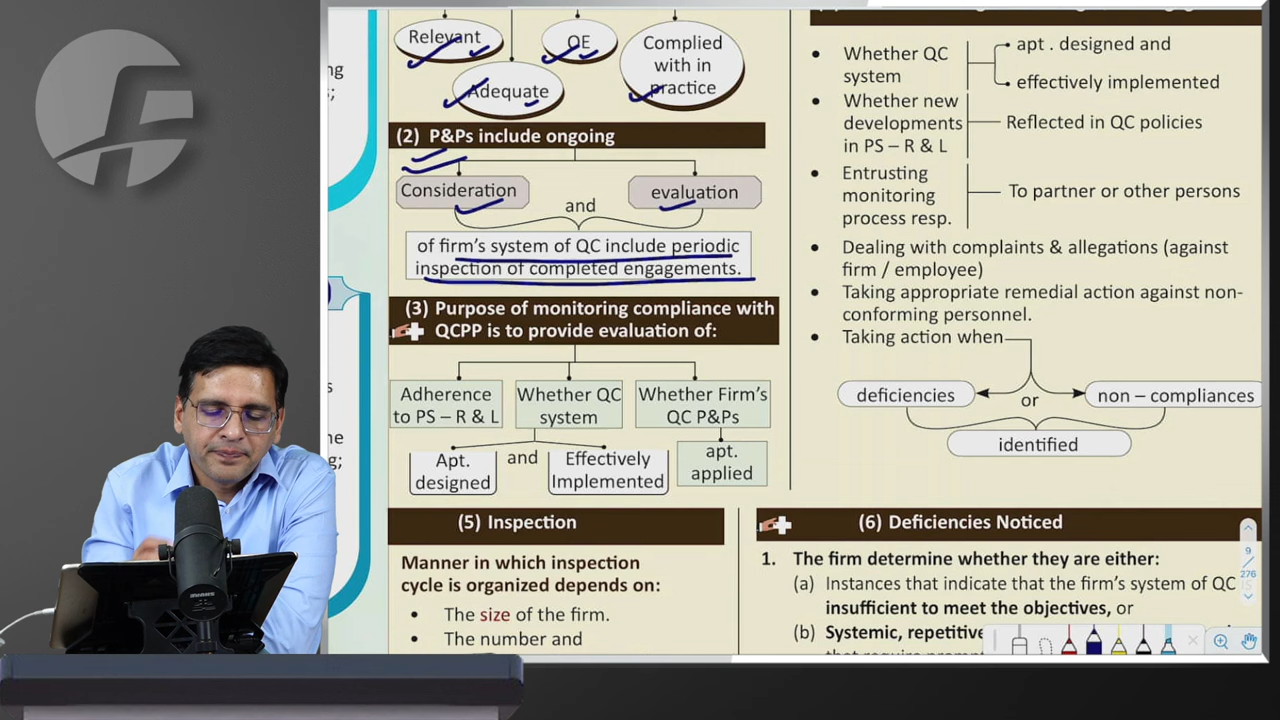 Relevant
OE
Complied
with in
practice
Adequate
(2) P&Ps include ongoing
Consideration
and
evaluation
of firm's system of QC include periodic
inspection of completed engagements.
(3) Purpose of monitoring compliance with
QCPP is to provide evaluation of:
Adherence
to PS – R & L
Whether QC
system
Whether Firm's
QC P&Ps
Apt.
designed
and
Effectively
Implemented
apt.
applied
(5) Inspection
Manner in which inspection
cycle is organized depends on:
• The size of the firm.
• The number and
• Whether QC
system
apt . designed and
effectively implemented
• Whether new
developments
in PS – R & L
Reflected in QC policies
• Entrusting
monitoring
process resp.
To partner or other persons
• Dealing with complaints & allegations (against
firm / employee)
• Taking appropriate remedial action against non-
conforming personnel.
• Taking action when
deficiencies
or
non – compliances
identified
(6) Deficiencies Noticed
1. The firm determine whether they are either:
(a) Instances that indicate that the firm's system of QC
insufficient to meet the objectives, or
(b) Systemic, repetitive
9
276
ng
s
ne
g;